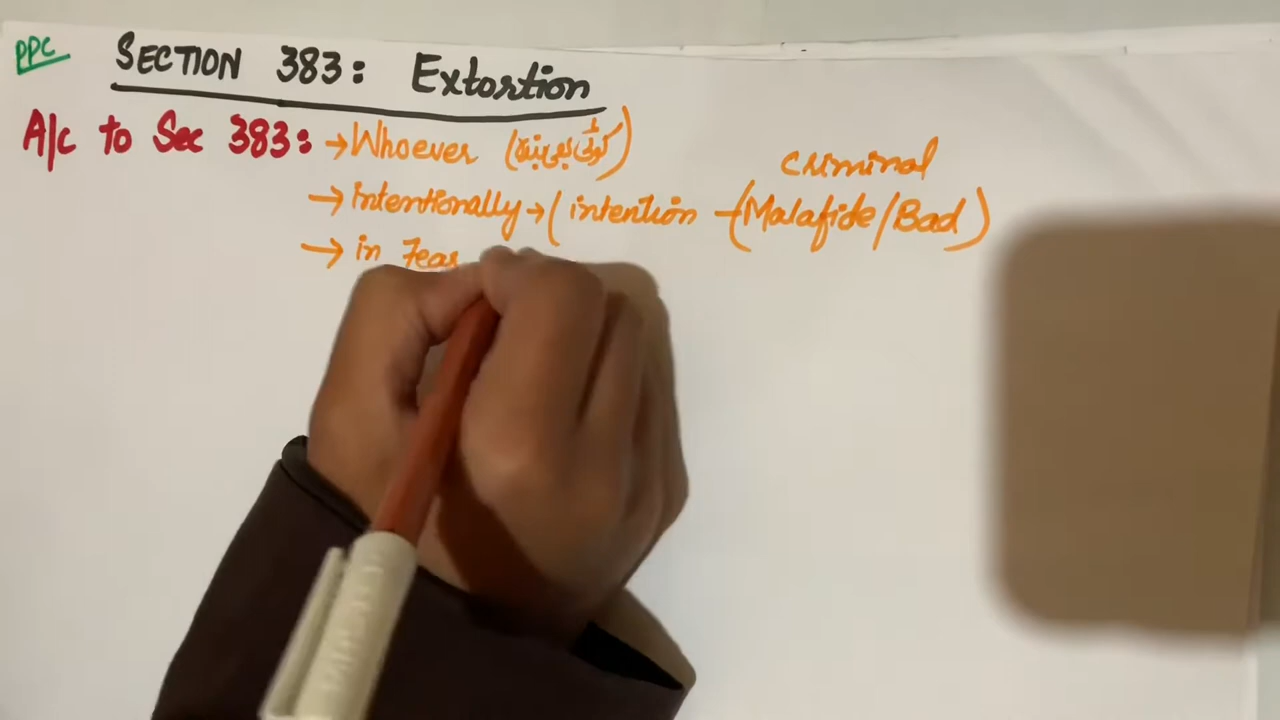 PPC SECTION 383: Extortion
A/c to Sec 383: → Whoever (کوئی بھی بندہ)
criminal
→ intentionally → ( intention - (Malafide/Bad)
→ in Fear